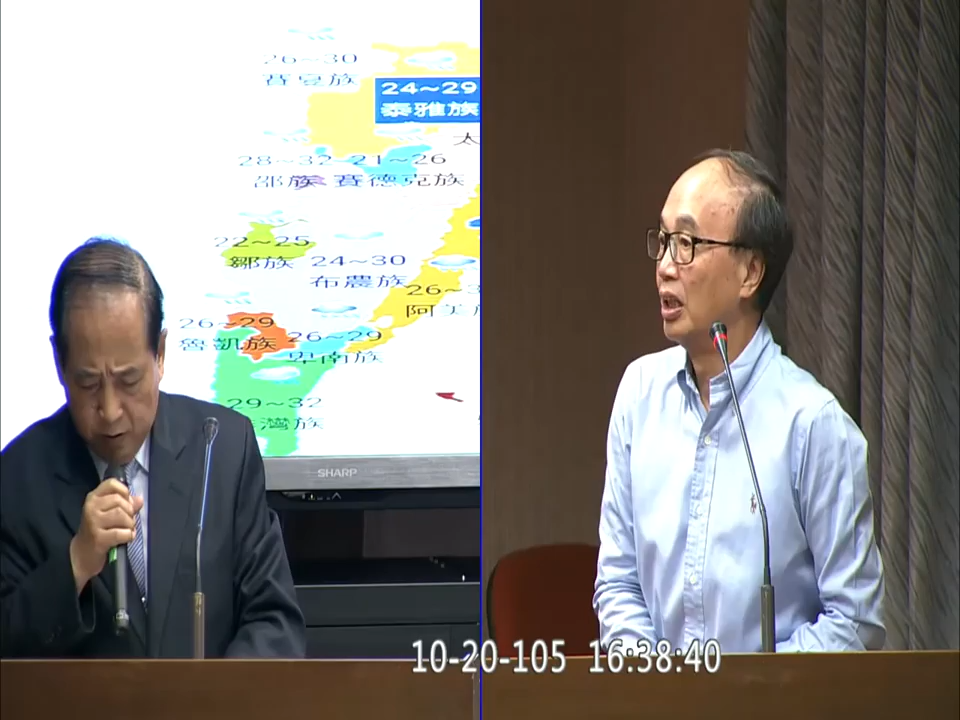 26~30
賽夏族
24~29
泰雅族
太
28~32 21~26
邵族 賽德克族
22~25
鄒族
24~30
布農族
26~3
阿美
26~29
魯凱族
26~29
卑南族
29~32
灣族
SHARP
10-20-105 16:38:40